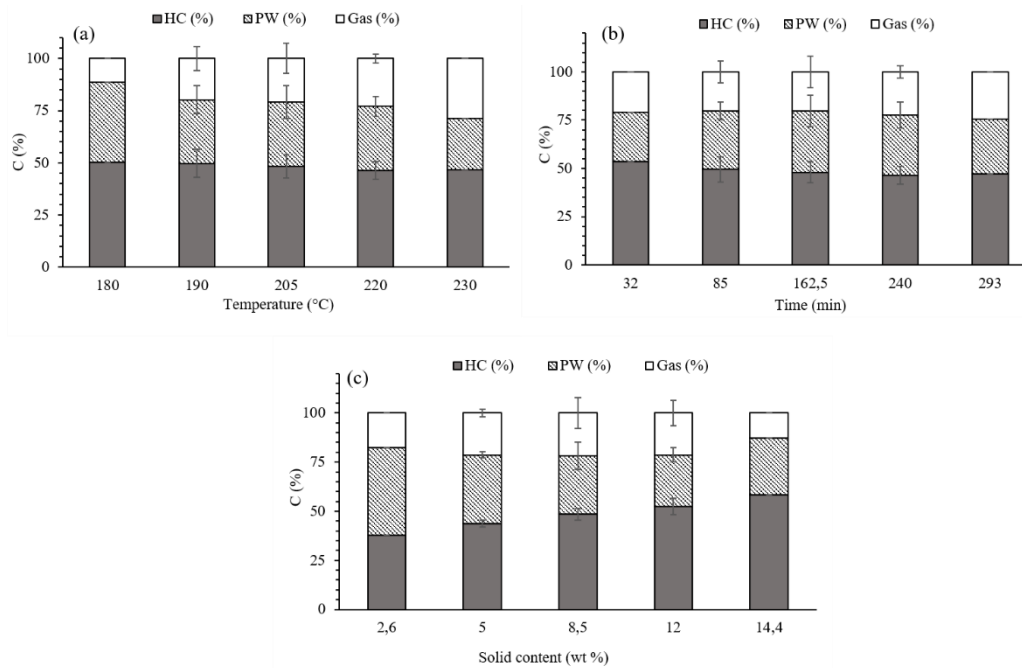 (a)
HC (%) PW (%) Gas (%)
C (%)
100
75
50
25
0
180 190 205 220 230
Temperature (°C)
(b)
HC (%) PW (%) Gas (%)
C (%)
100
75
50
25
0
32 85 162,5 240 293
Time (min)
HC (%) PW (%) Gas (%)
(c)
C (%)
100
75
50
25
0
2,6 5 8,5 12 14,4
Solid content (wt %)